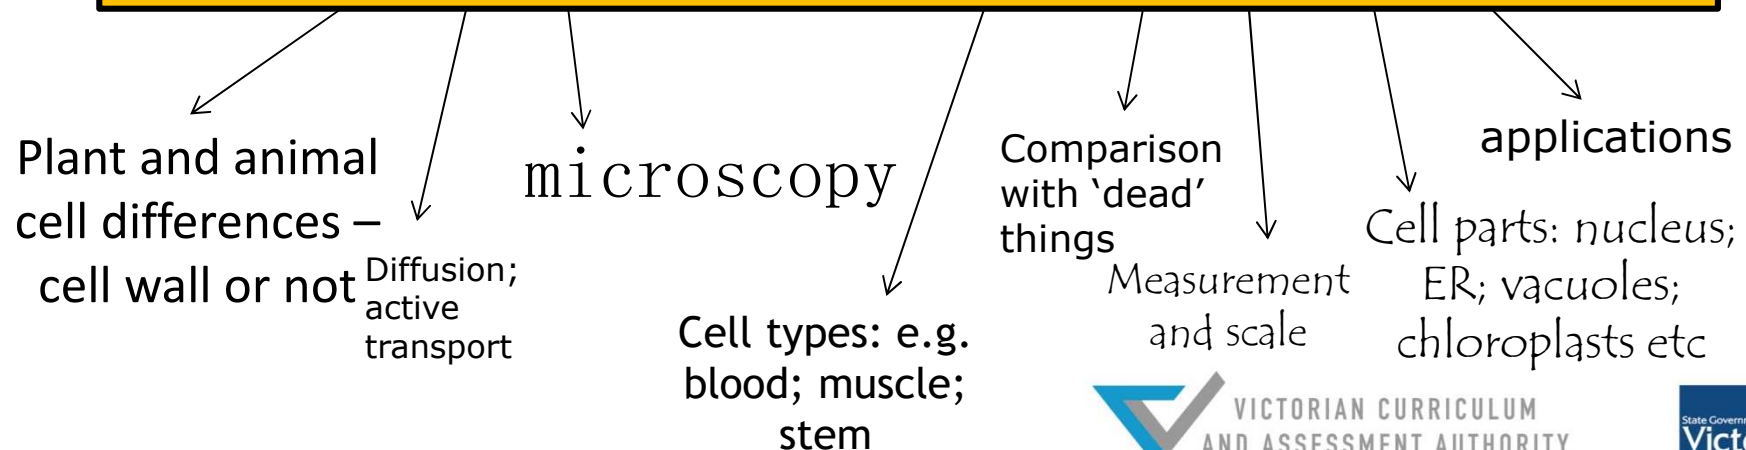 Plant and animal
cell differences –
cell wall or not
Diffusion;
active
transport
microscopy
Cell types: e.g.
blood; muscle;
stem
Comparison
with ‘dead’
things
Measurement
and scale
applications
Cell parts: nucleus;
ER; vacuoles;
chloroplasts etc
VICTORIAN CURRICULUM
AND ASSESSMENT AUTHORITY